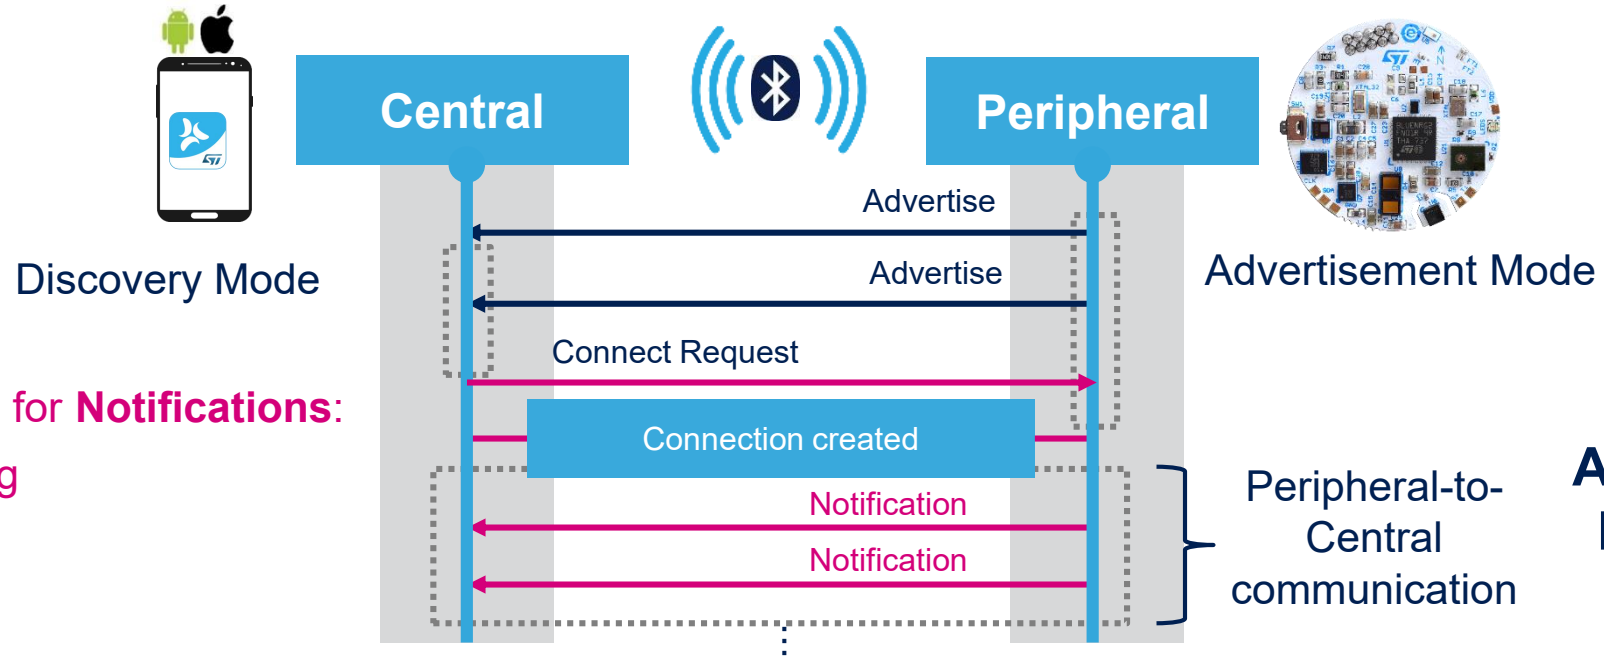 Central
Peripheral
Advertise
Discovery Mode
Advertise
Advertisement Mode
Connect Request
for Notifications:
g
Connection created
Notification
Notification
Peripheral-to-
Central
communication
A